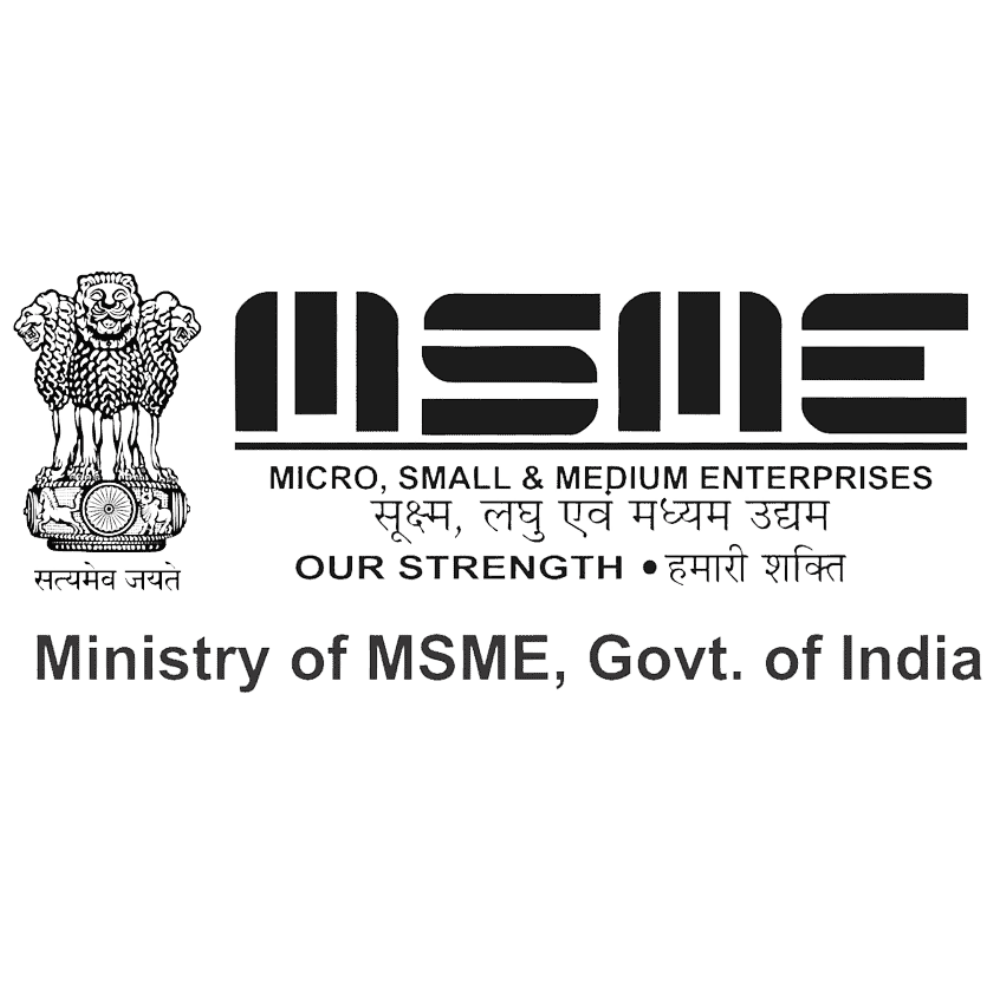 MSME
MICRO, SMALL & MEDIUM ENTERPRISES
सूक्ष्म, लघु एवं मध्यम उद्यम
OUR STRENGTH • हमारी शक्ति
सत्यमेव जयते
Ministry of MSME, Govt. of India